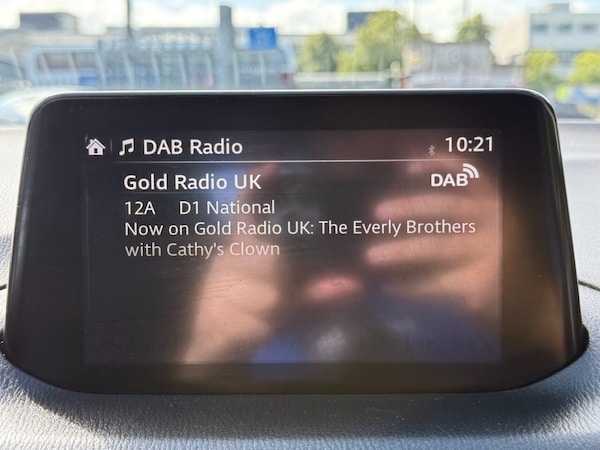 DAB Radio 10:21
Gold Radio UK DAB
12A D1 National
Now on Gold Radio UK: The Everly Brothers
with Cathy's Clown